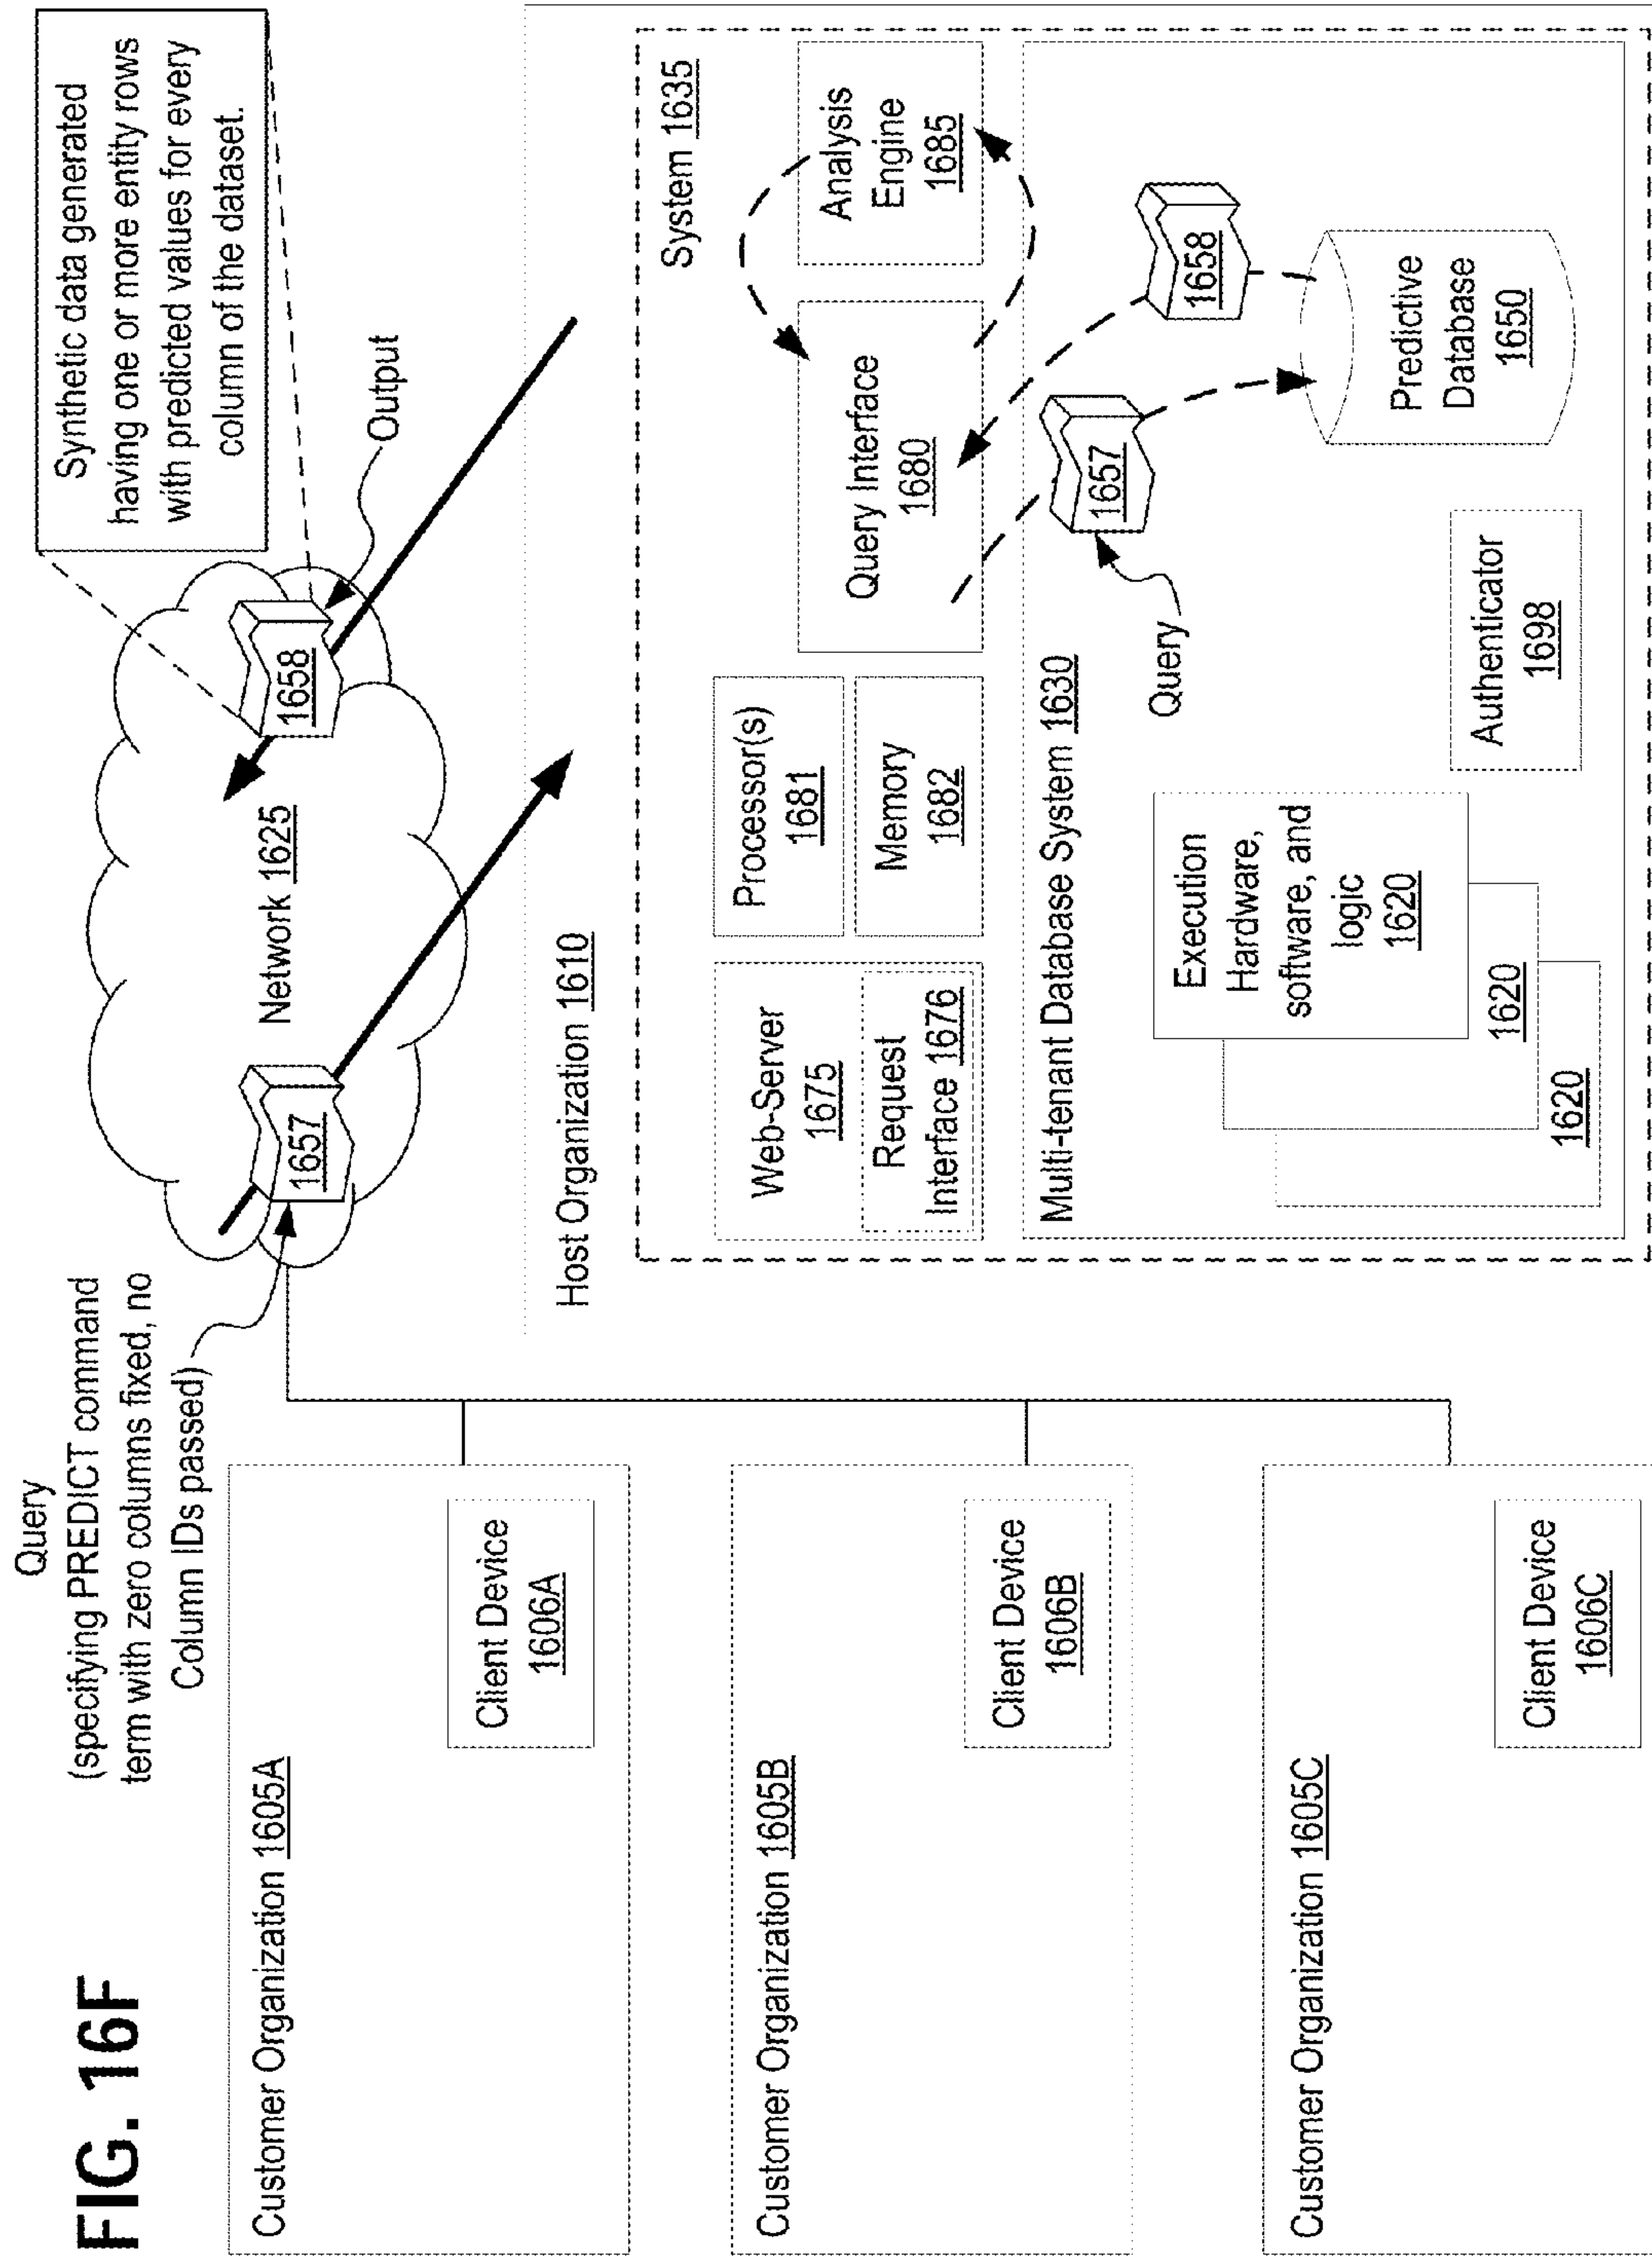 FIG. 16F
Query
(specifying PREDICT command
term with zero columns fixed, no
Column IDs passed)
Customer Organization 1605A
Client Device
1606A
Customer Organization 1605B
Client Device
1606B
Customer Organization 1605C
Client Device
1606C
1657
Network 1625
1658
Output
Synthetic data generated
having one or more entity rows
with predicted values for every
column of the dataset.
Host Organization 1610
System 1635
Web-Server
1675
Request
Interface 1676
Processor(s)
1681
Memory
1682
Query Interface
1680
Analysis
Engine
1685
Multi-tenant Database System 1630
Execution
Hardware,
software, and
logic
1620
1620
1620
Query
1657
1658
Authenticator
1698
Predictive
Database
1650